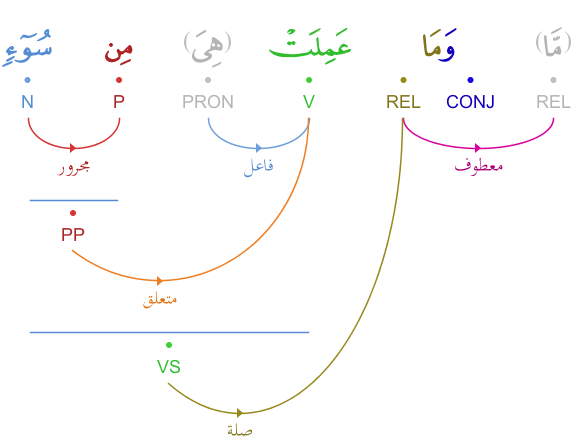 (مَّا) وَمَا عَمِلَتْ (هِيَ) مِن سُوٓءٍ
REL CONJ REL V PRON P N
معطوف فاعل مجرور
PP
متعلق
VS
صلة